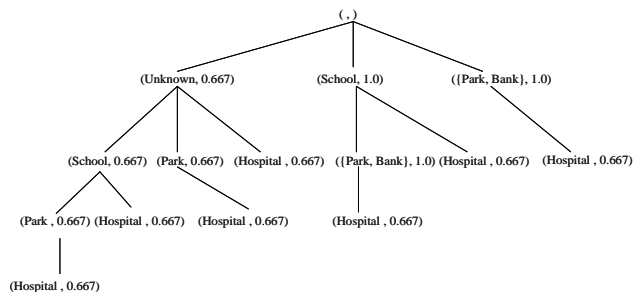 ( , )
(Unknown, 0.667) (School, 1.0) ({Park, Bank}, 1.0)
(School, 0.667) (Park, 0.667) (Hospital , 0.667) ({Park, Bank}, 1.0) (Hospital , 0.667) (Hospital , 0.667)
(Park , 0.667) (Hospital , 0.667) (Hospital , 0.667) (Hospital , 0.667)
(Hospital , 0.667)